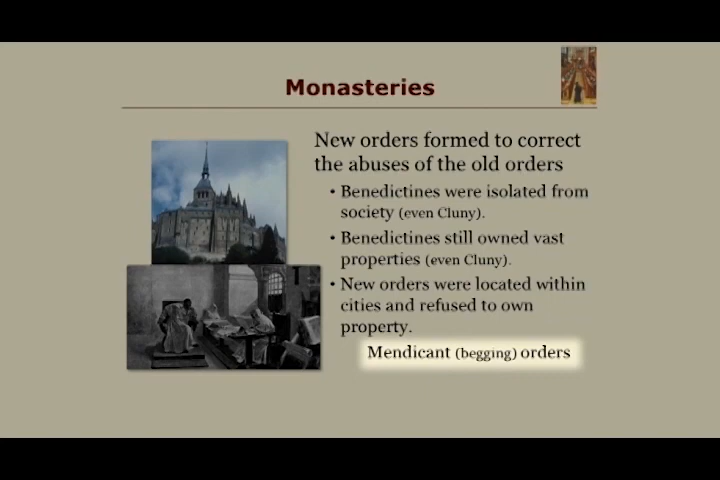 Monasteries
New orders formed to correct
the abuses of the old orders
• Benedictines were isolated from
society (even Cluny).
• Benedictines still owned vast
properties (even Cluny).
• New orders were located within
cities and refused to own
property.
Mendicant (begging) orders